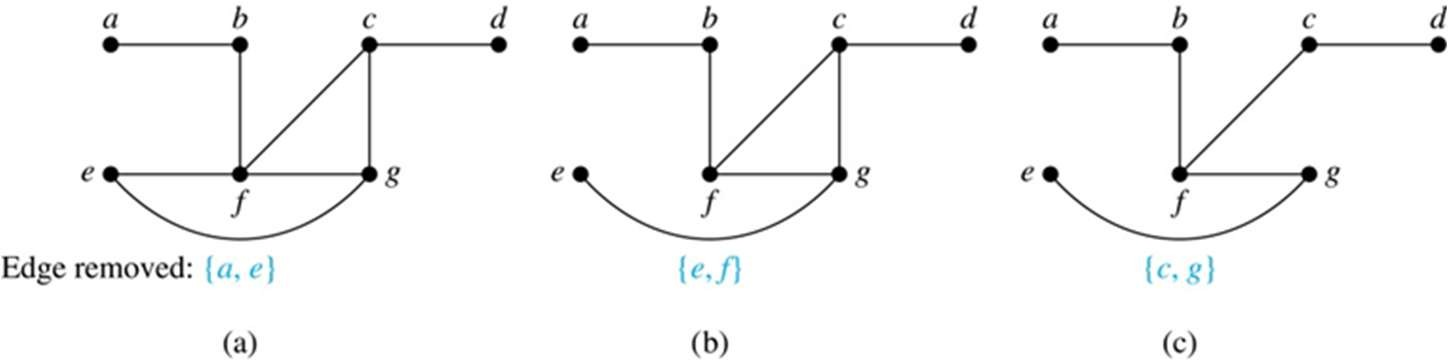 a b c d a b c d a b c d
e g e g e g
f f f
Edge removed: {a, e} {e, f} {c, g}
(a) (b) (c)